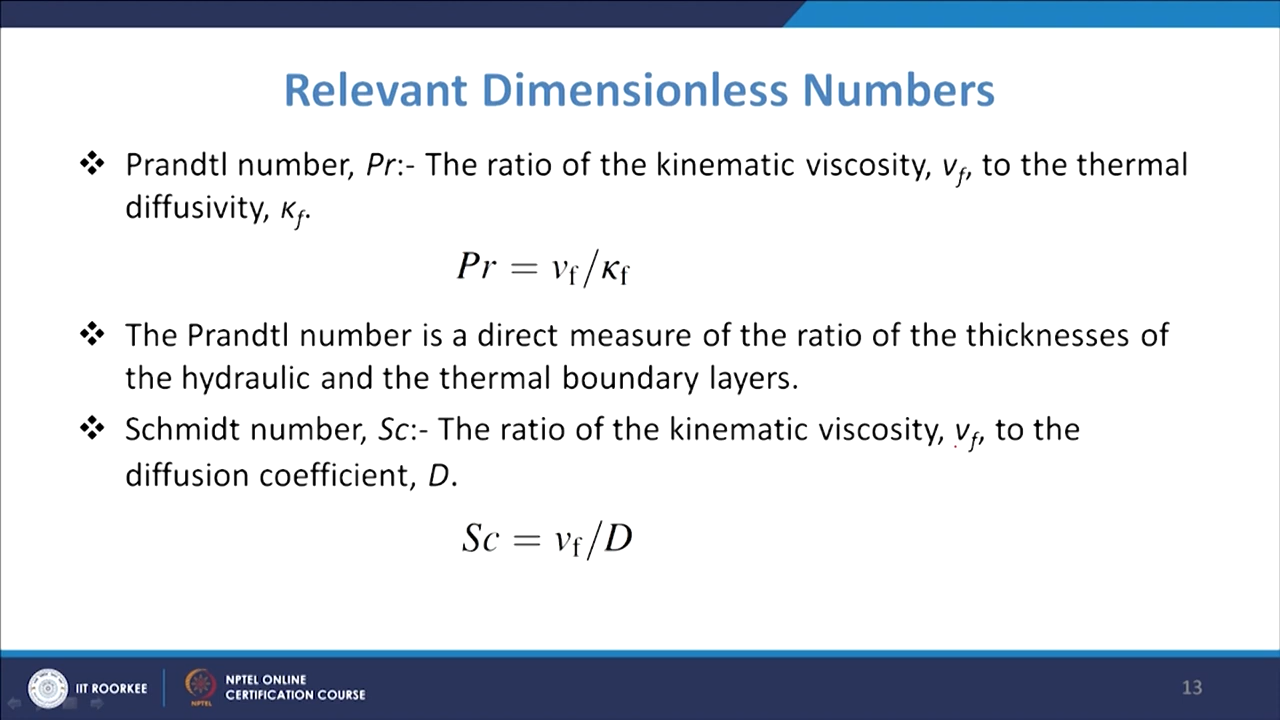 Relevant Dimensionless Numbers
❖ Prandtl number, Pr:- The ratio of the kinematic viscosity, νf, to the thermal
diffusivity, κf.
Pr = νf/κf
❖ The Prandtl number is a direct measure of the ratio of the thicknesses of
the hydraulic and the thermal boundary layers.
❖ Schmidt number, Sc:- The ratio of the kinematic viscosity, νf, to the
diffusion coefficient, D.
Sc = νf/D
IIT ROORKEE
NPTEL
NPTEL ONLINE
CERTIFICATION COURSE
13